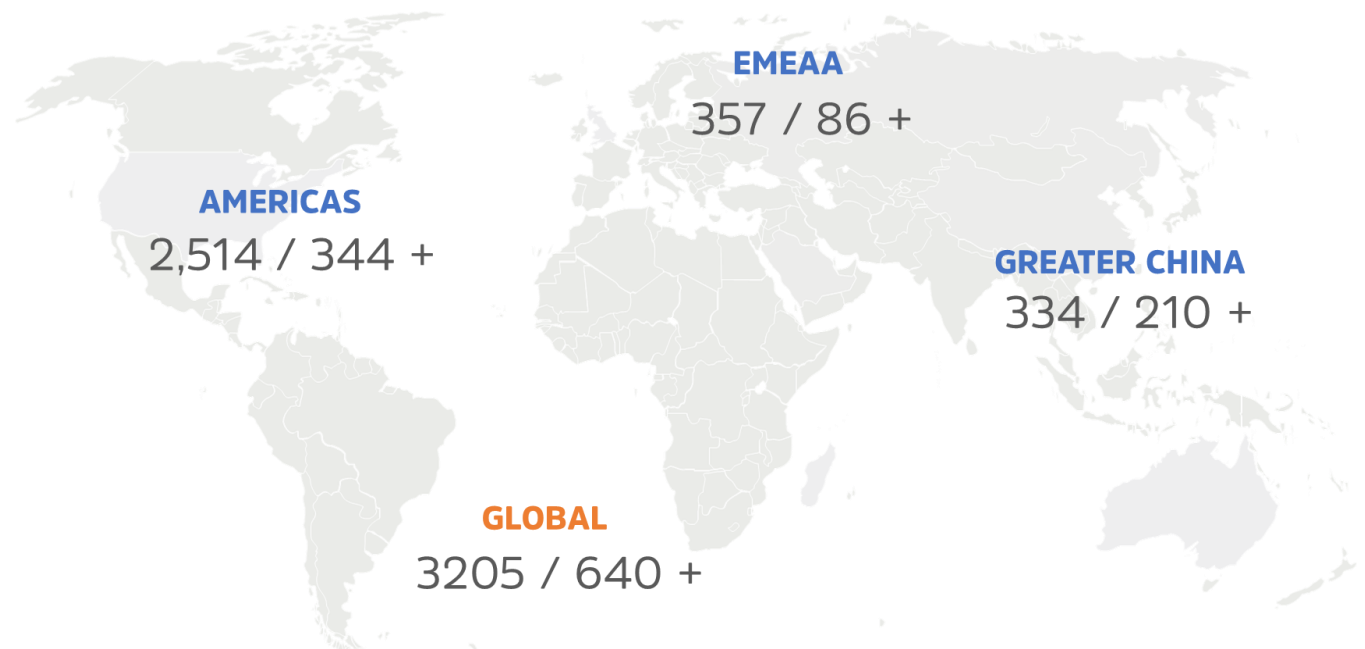 EMEAA
357 / 86 +
AMERICAS
2,514 / 344 +
GREATER CHINA
334 / 210 +
GLOBAL
3205 / 640 +